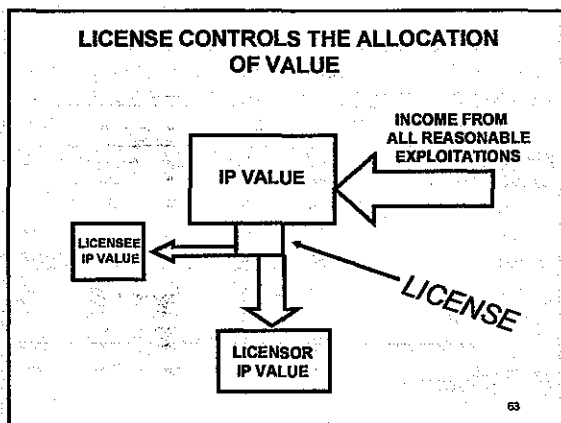 LICENSE CONTROLS THE ALLOCATION
OF VALUE
INCOME FROM
ALL REASONABLE
EXPLOITATIONS
IP VALUE
LICENSEE
IP VALUE
LICENSE
LICENSOR
IP VALUE
63